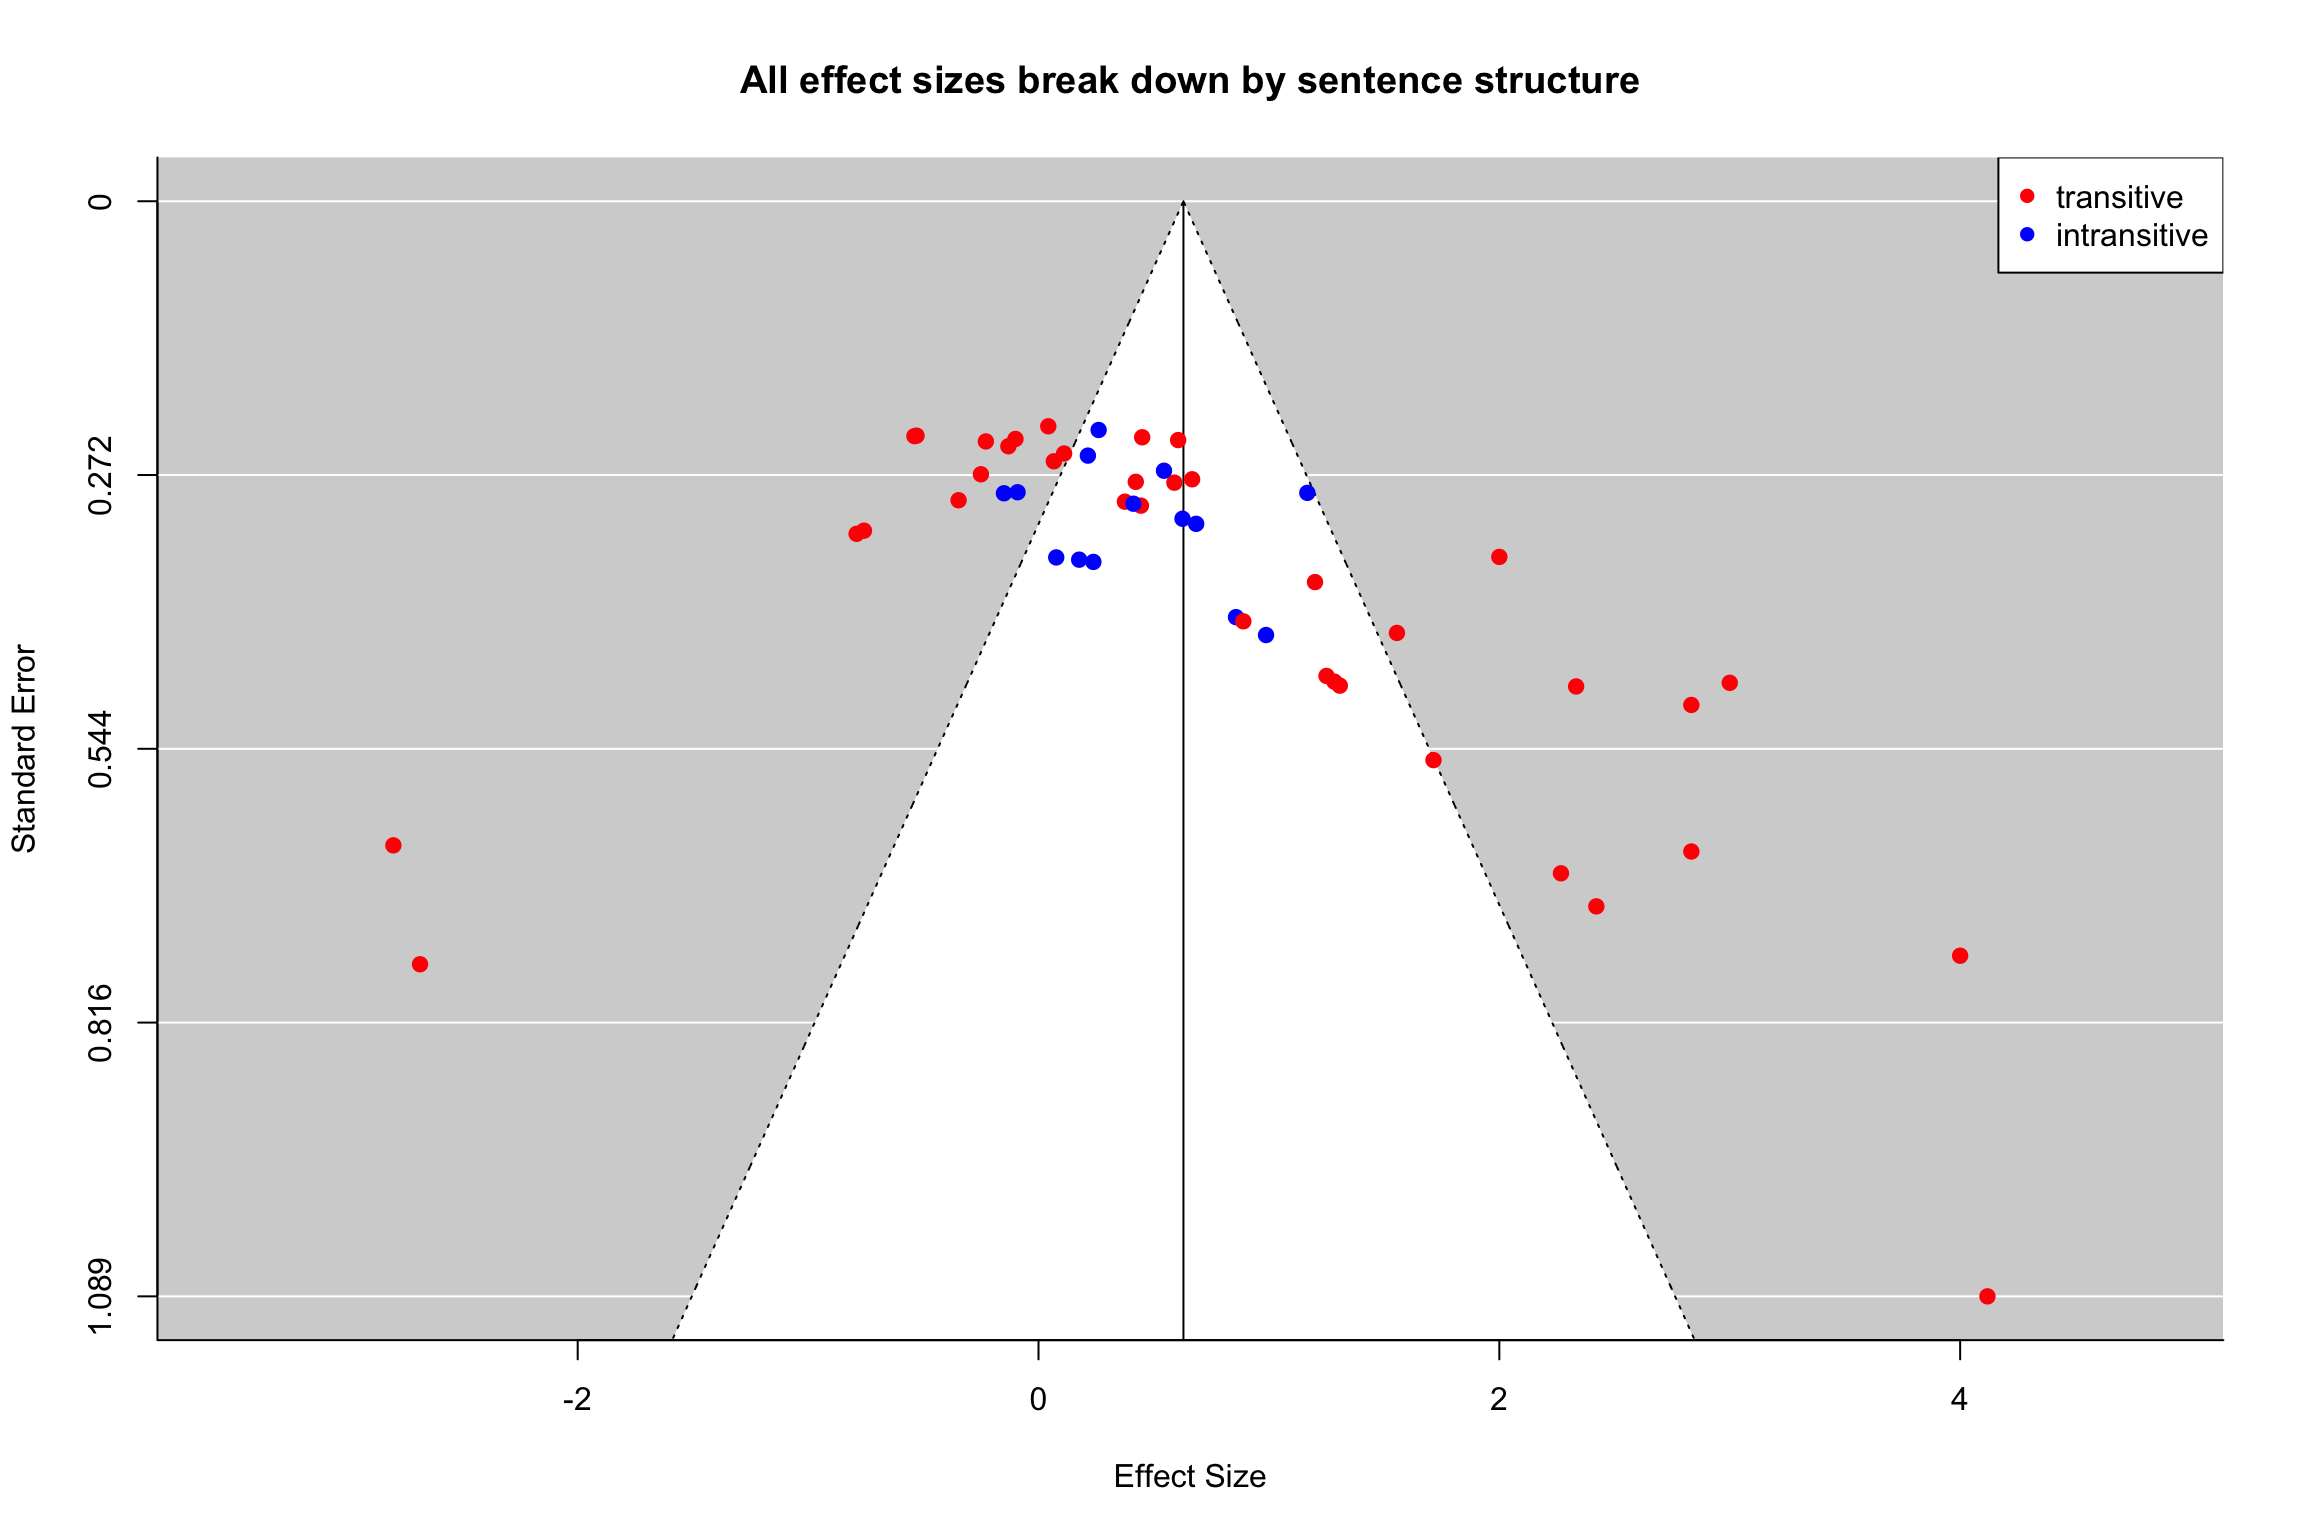 All effect sizes break down by sentence structure
transitive
intransitive
Standard Error
0
0.272
0.544
0.816
1.089
-2
0
2
4
Effect Size